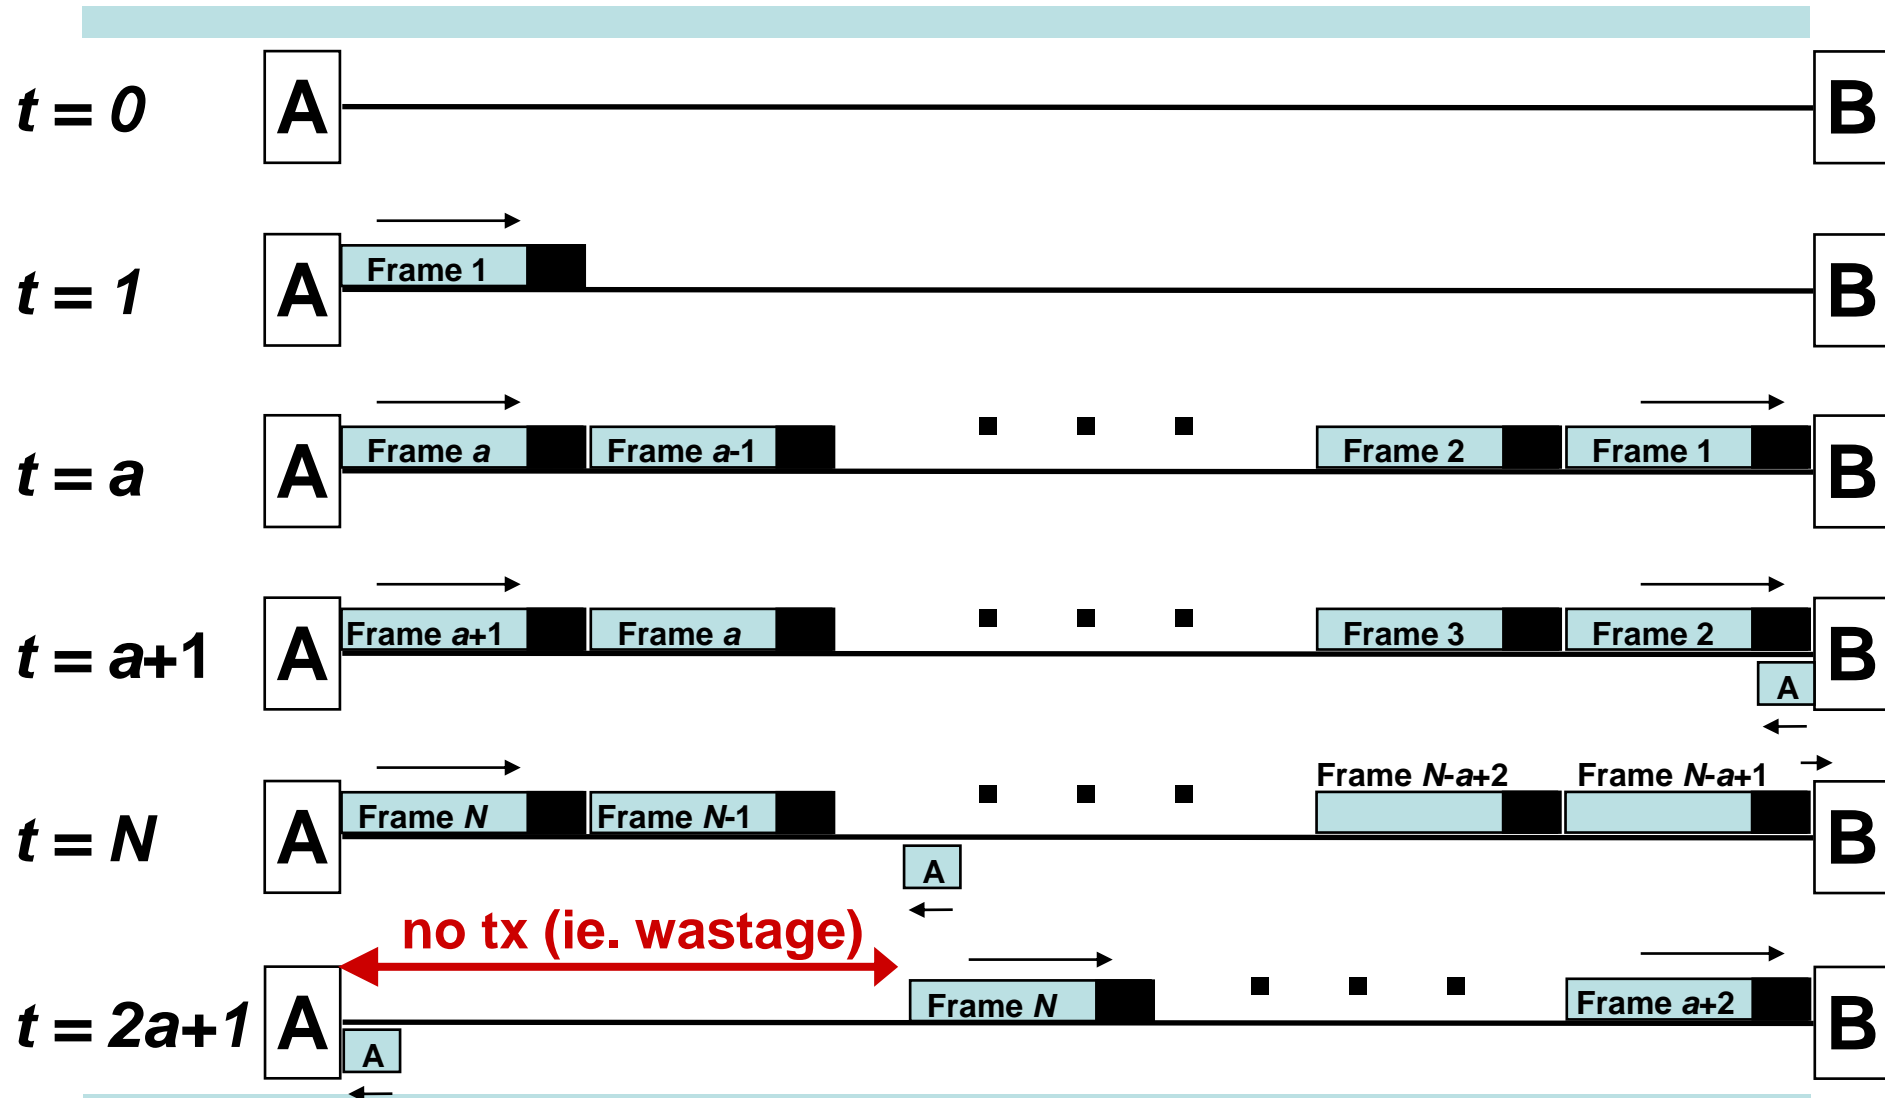 t = 0 A B
t = 1 A Frame 1 B
t = a A Frame a Frame a-1 Frame 2 Frame 1 B
t = a+1 A Frame a+1 Frame a Frame 3 Frame 2 B
A
Frame N-a+2 Frame N-a+1
t = N A Frame N Frame N-1 B
A
no tx (ie. wastage)
t = 2a+1 A Frame N Frame a+2 B
A